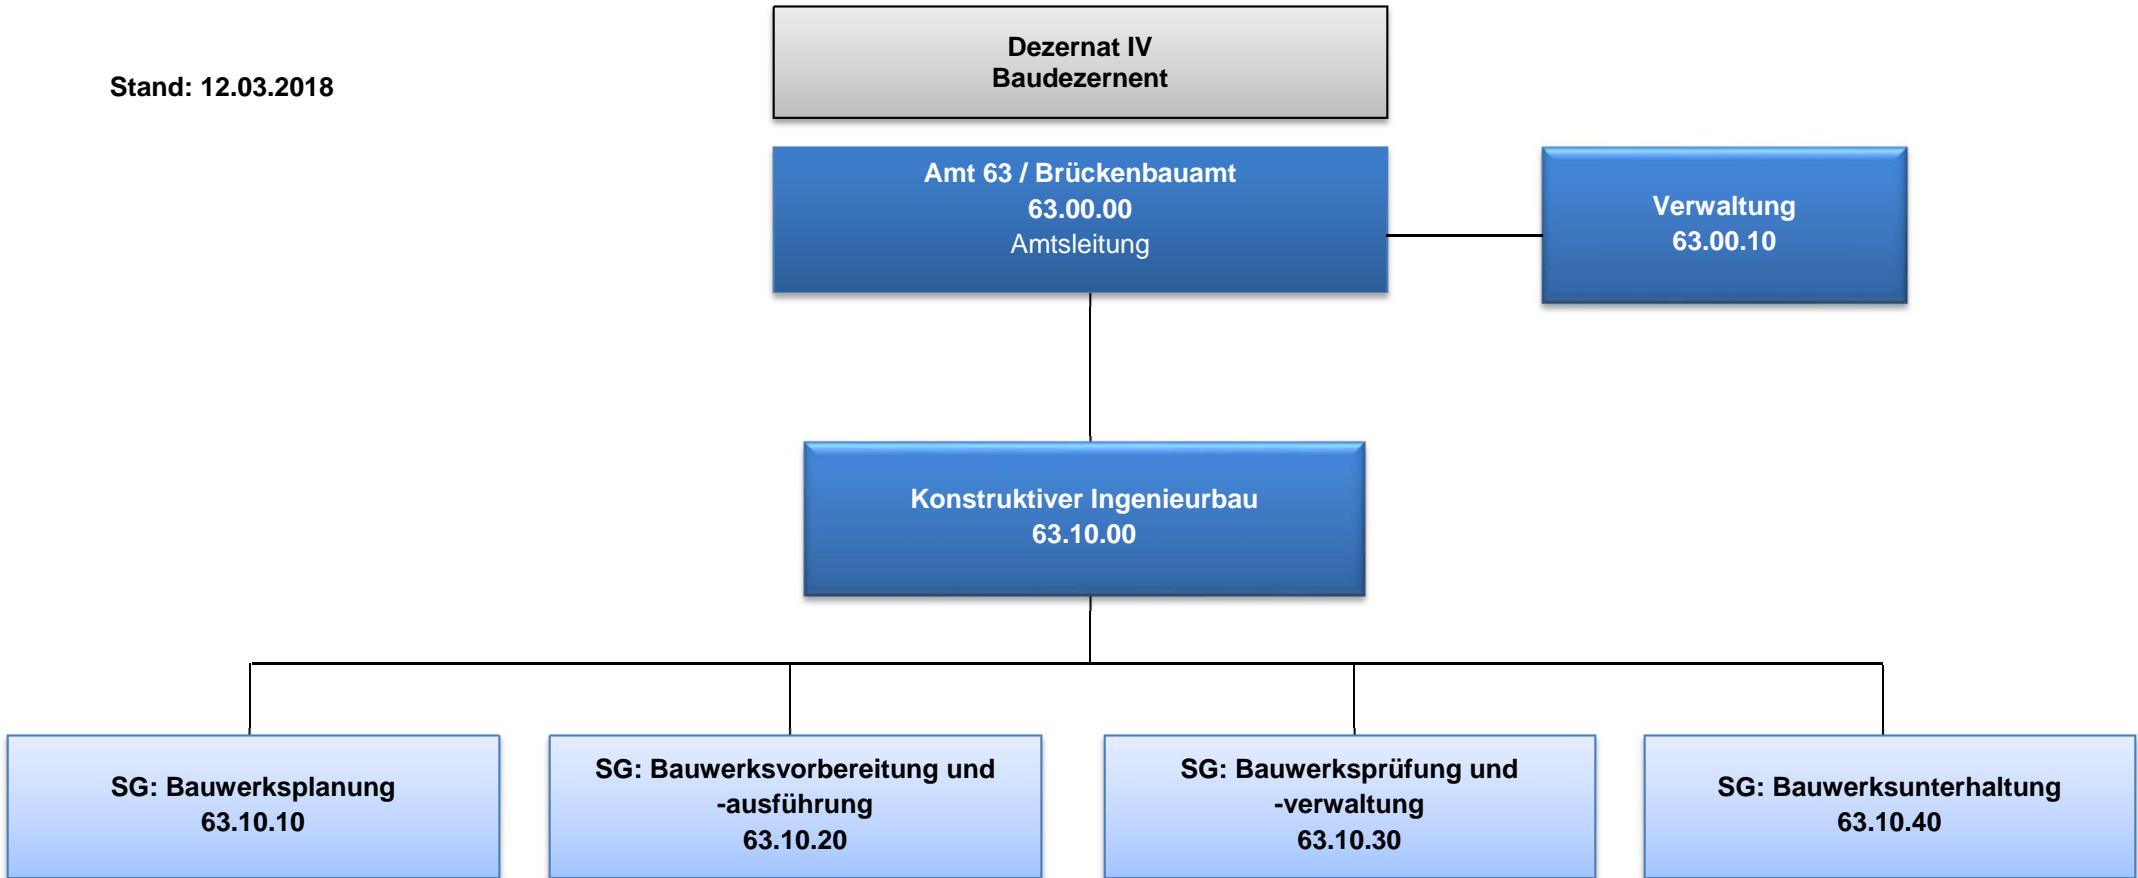 Stand: 12.03.2018
Dezernat IV
Baudezernent
Amt 63 / Brückenbauamt
63.00.00
Amtsleitung
Verwaltung
63.00.10
Konstruktiver Ingenieurbau
63.10.00
SG: Bauwerksplanung
63.10.10
SG: Bauwerksvorbereitung und
-ausführung
63.10.20
SG: Bauwerksprüfung und
-verwaltung
63.10.30
SG: Bauwerksunterhaltung
63.10.40